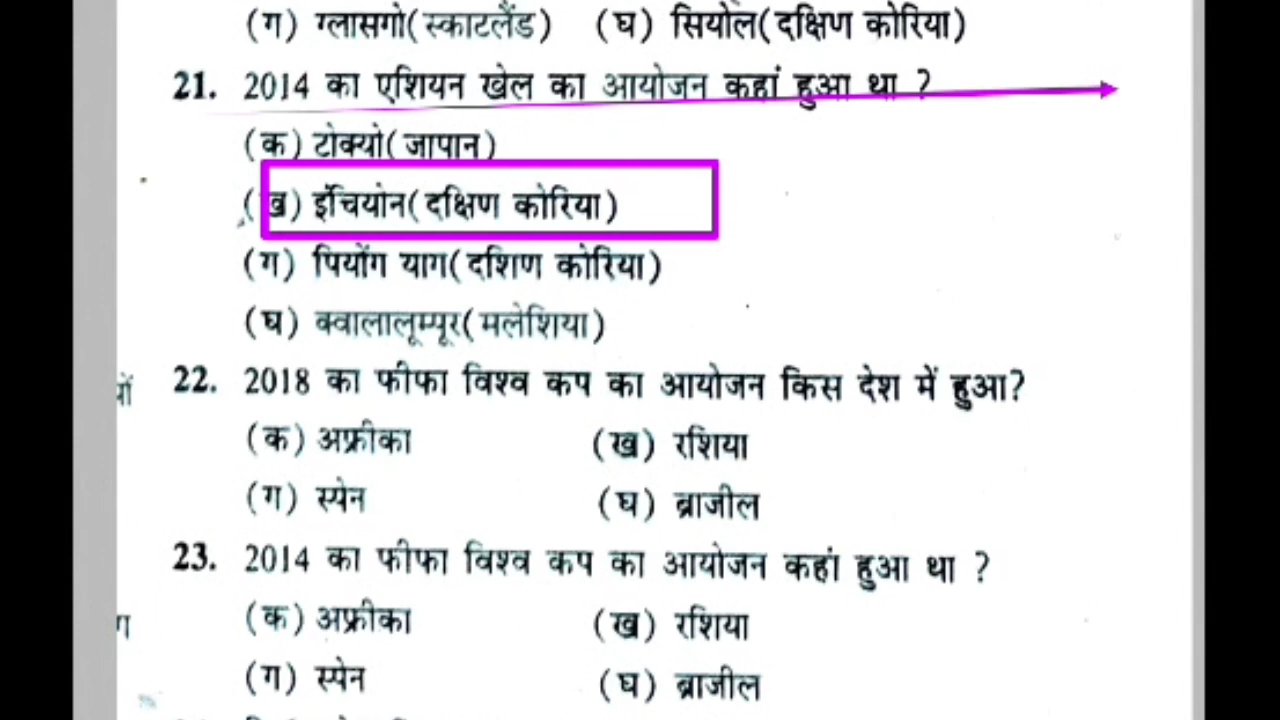 (ग) ग्लासगो(स्काटलैंड) (घ) सियोल(दक्षिण कोरिया)
21. 2014 का एशियन खेल का आयोजन कहां हुआ था ?
(क) टोक्यो(जापान)
(ख) इंचियोन(दक्षिण कोरिया)
(ग) पियोंग याग(दशिण कोरिया)
(घ) क्वालालूम्पूर(मलेशिया)
22. 2018 का फीफा विश्व कप का आयोजन किस देश में हुआ?
(क) अफ्रीका (ख) रशिया
(ग) स्पेन (घ) ब्राजील
23. 2014 का फीफा विश्व कप का आयोजन कहां हुआ था ?
(क) अफ्रीका (ख) रशिया
(ग) स्पेन (घ) ब्राजील